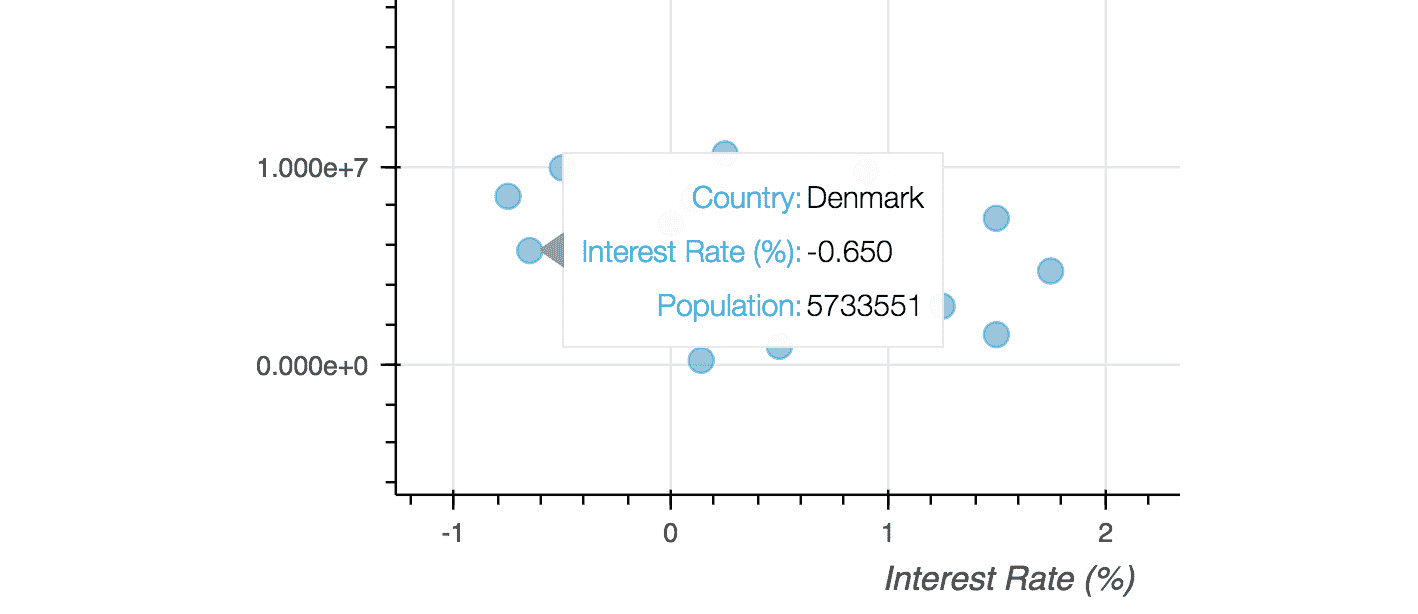 1.000e+7
Country: Denmark
Interest Rate (%): -0.650
Population: 5733551
0.000e+0
-1 0 1 2
Interest Rate (%)